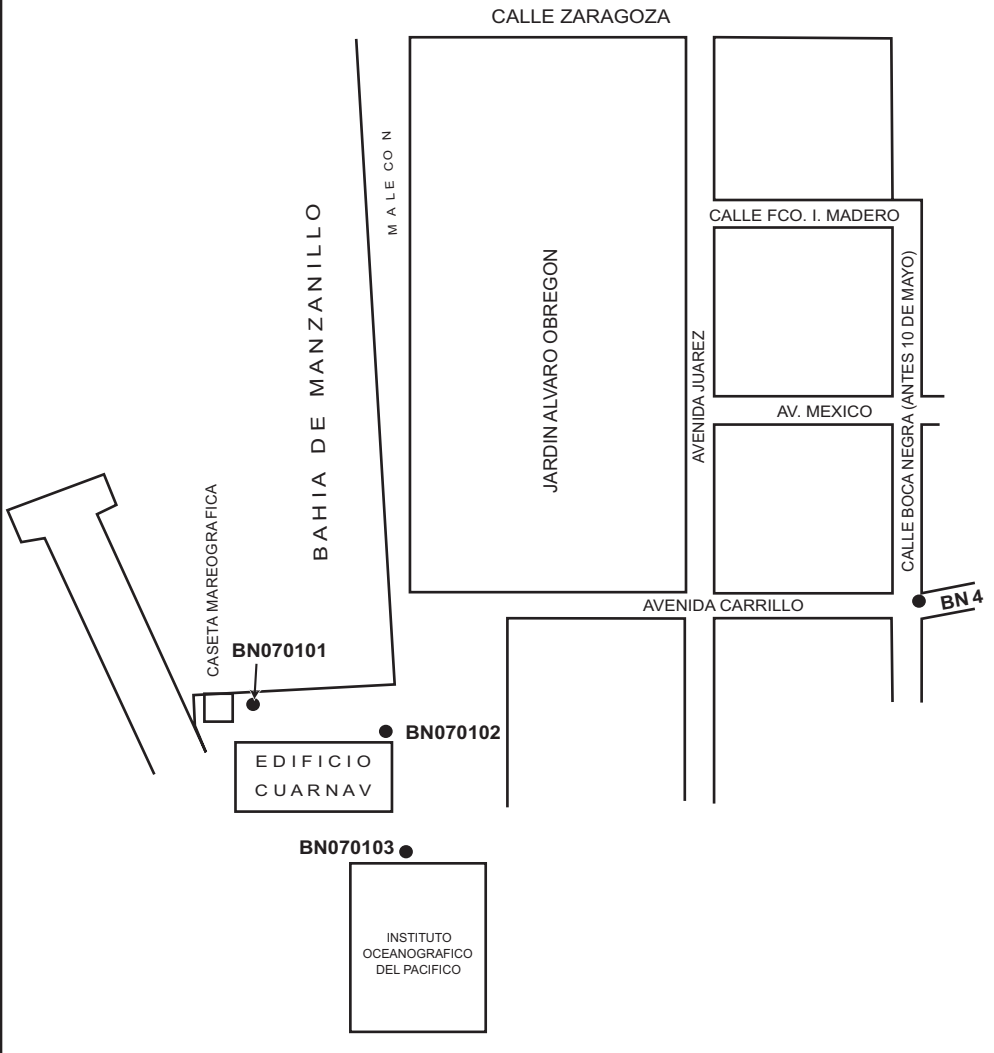 CALLE ZARAGOZA
MALECON
BAHIA DE MANZANILLO
JARDIN ALVARO OBREGON
CALLE FCO. I. MADERO
AVENIDA JUAREZ
AV. MEXICO
CALLE BOCA NEGRA (ANTES 10 DE MAYO)
CASETA MAREOGRAFICA
BN 4
AVENIDA CARRILLO
BN070101
BN070102
EDIFICIO
CUARNAV
BN070103
INSTITUTO
OCEANOGRAFICO
DEL PACIFICO